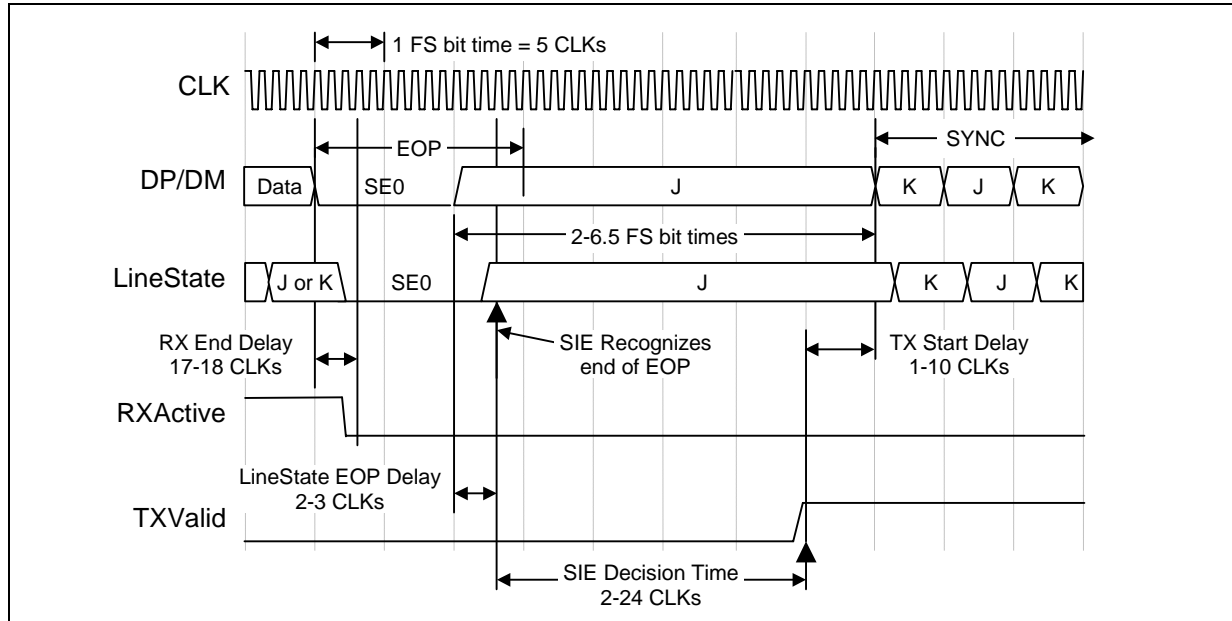 1 FS bit time = 5 CLKs
CLK
EOP
SYNC
DP/DM
Data
SE0
J
K
J
K
2-6.5 FS bit times
LineState
J or K
SE0
J
K
J
K
RX End Delay
17-18 CLKs
SIE Recognizes
end of EOP
TX Start Delay
1-10 CLKs
RXActive
LineState EOP Delay
2-3 CLKs
TXValid
SIE Decision Time
2-24 CLKs